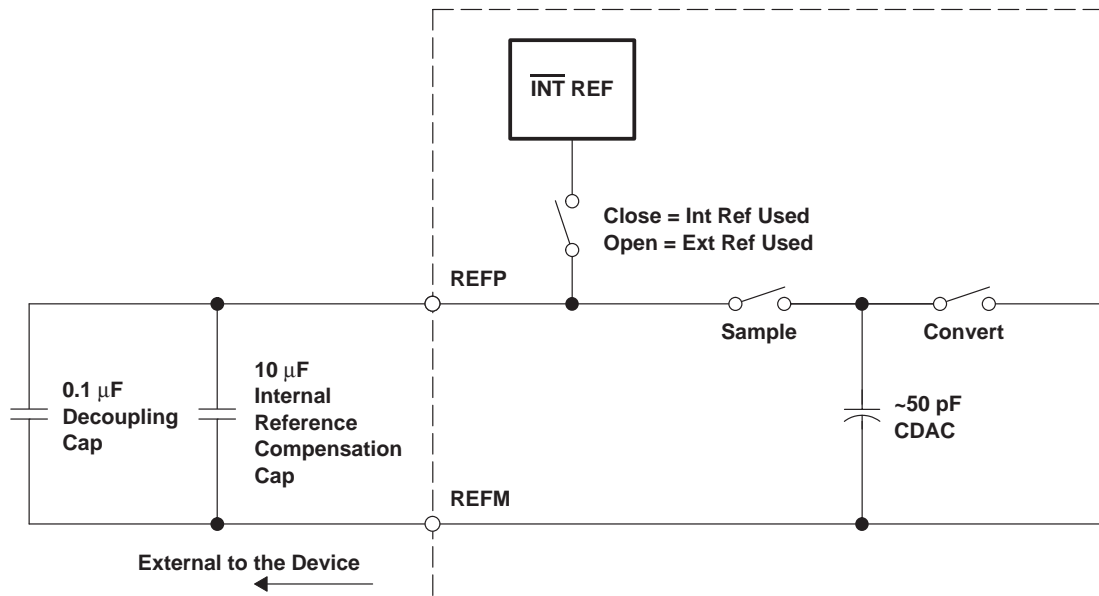 INT REF
Close = Int Ref Used
Open = Ext Ref Used
REFP
Sample
Convert
0.1 μF
Decoupling
Cap
10 μF
Internal
Reference
Compensation
Cap
~50 pF
CDAC
REFM
External to the Device